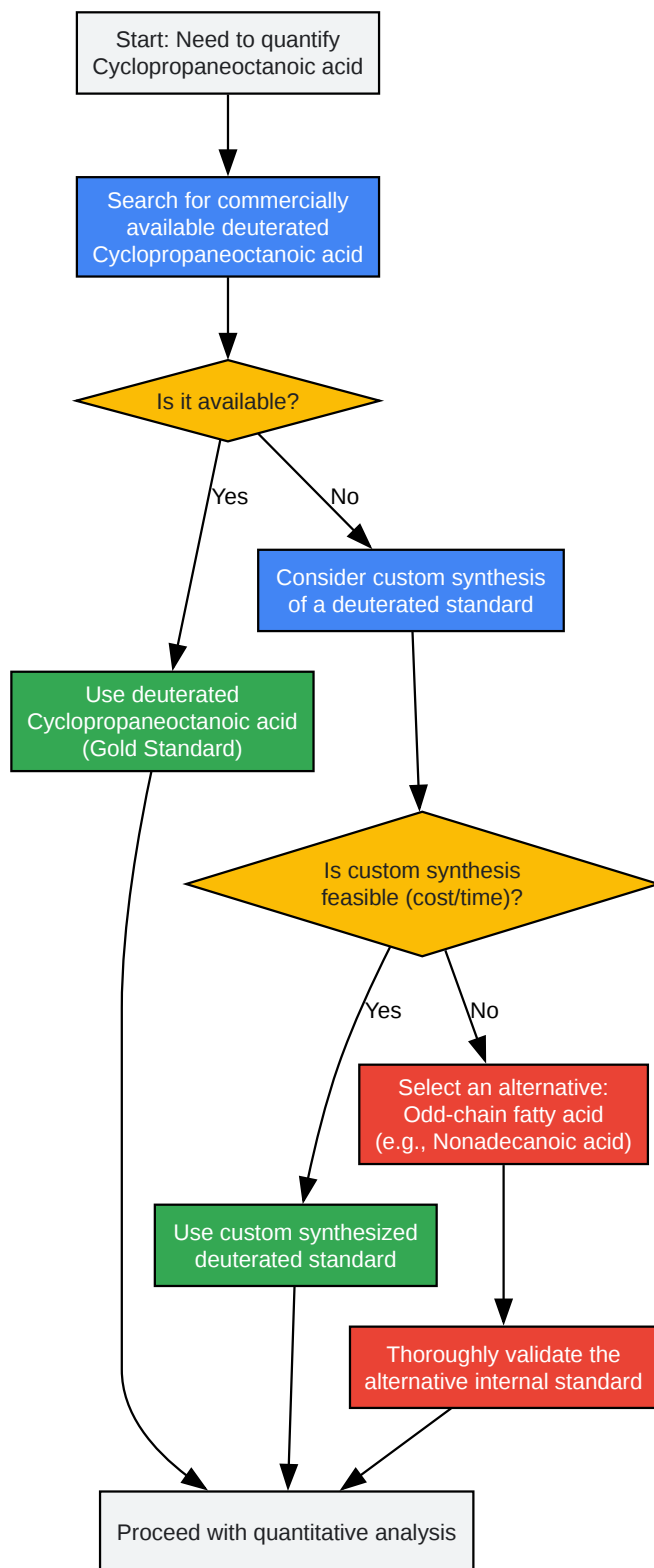 Start: Need to quantify
Cyclopropaneoctanoic acid
Search for commercially
available deuterated
Cyclopropaneoctanoic acid
Is it available?
Yes
No
Consider custom synthesis
of a deuterated standard
Use deuterated
Cyclopropaneoctanoic acid
(Gold Standard)
Is custom synthesis
feasible (cost/time)?
Yes
No
Select an alternative:
Odd-chain fatty acid
(e.g., Nonadecanoic acid)
Use custom synthesized
deuterated standard
Thoroughly validate the
alternative internal standard
Proceed with quantitative analysis